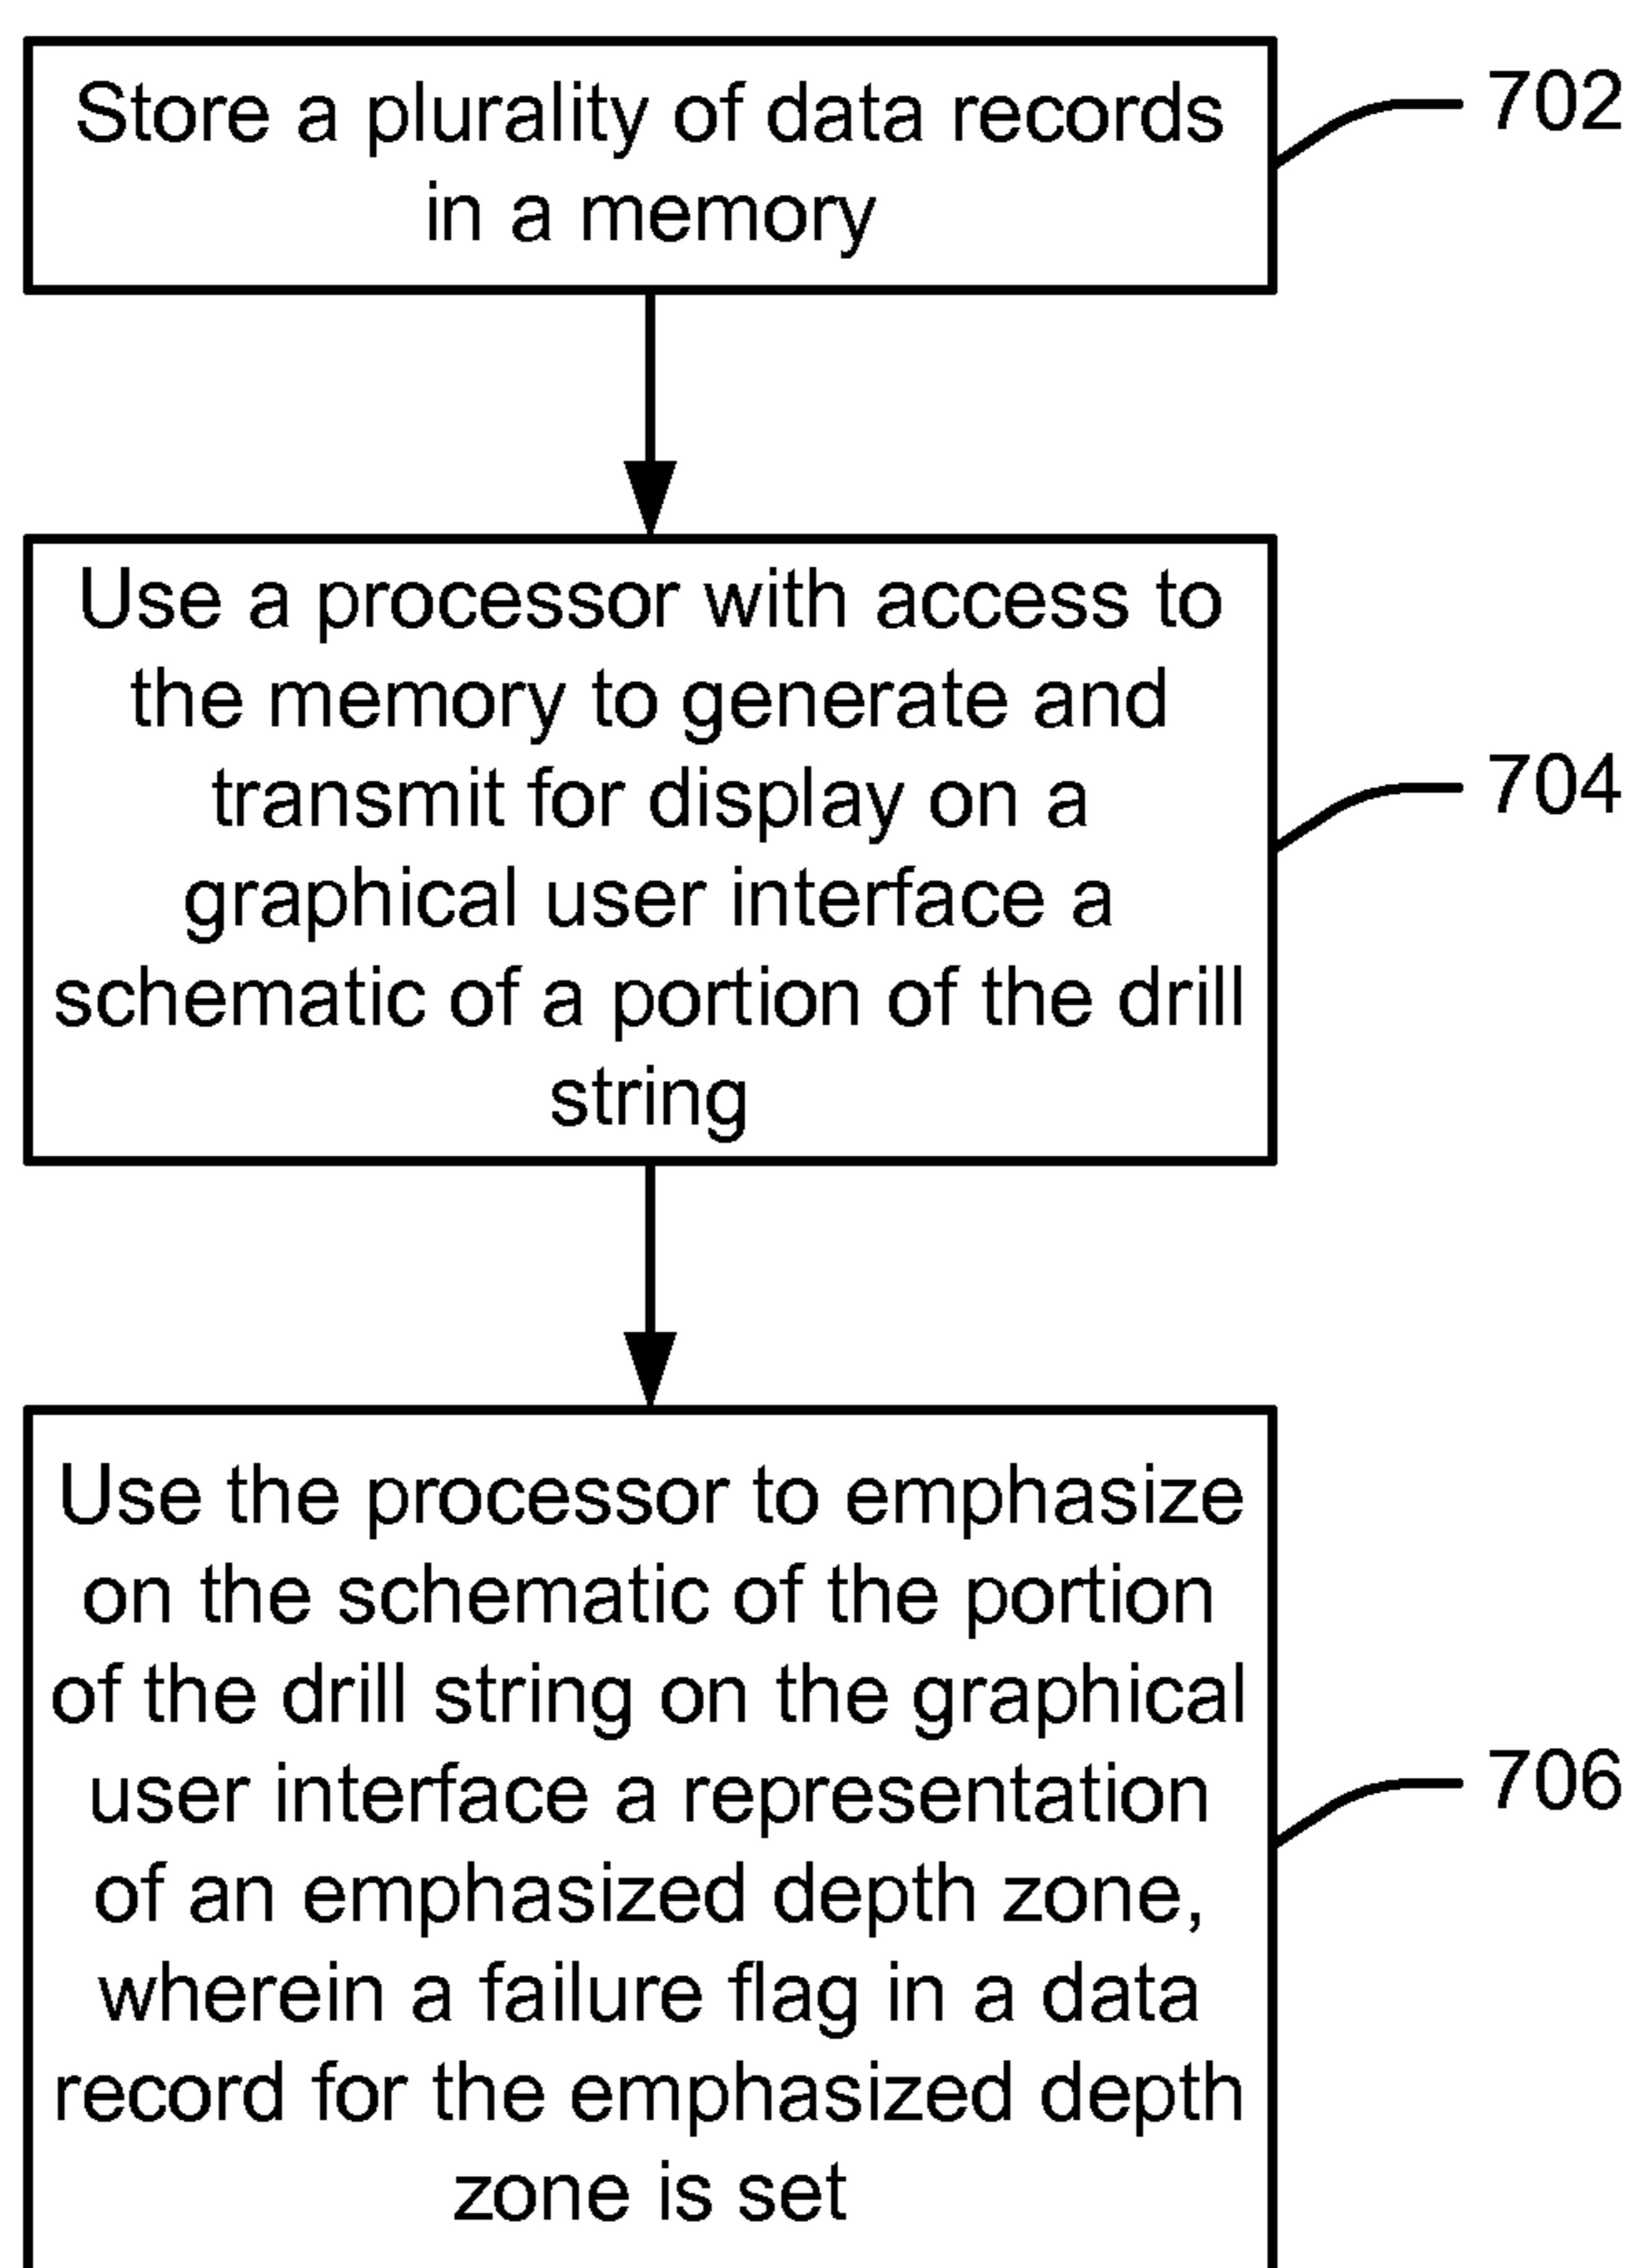 Store a plurality of data records
in a memory
702
Use a processor with access to
the memory to generate and
transmit for display on a
graphical user interface a
schematic of a portion of the drill
string
704
Use the processor to emphasize
on the schematic of the portion
of the drill string on the graphical
user interface a representation
of an emphasized depth zone,
wherein a failure flag in a data
record for the emphasized depth
zone is set
706